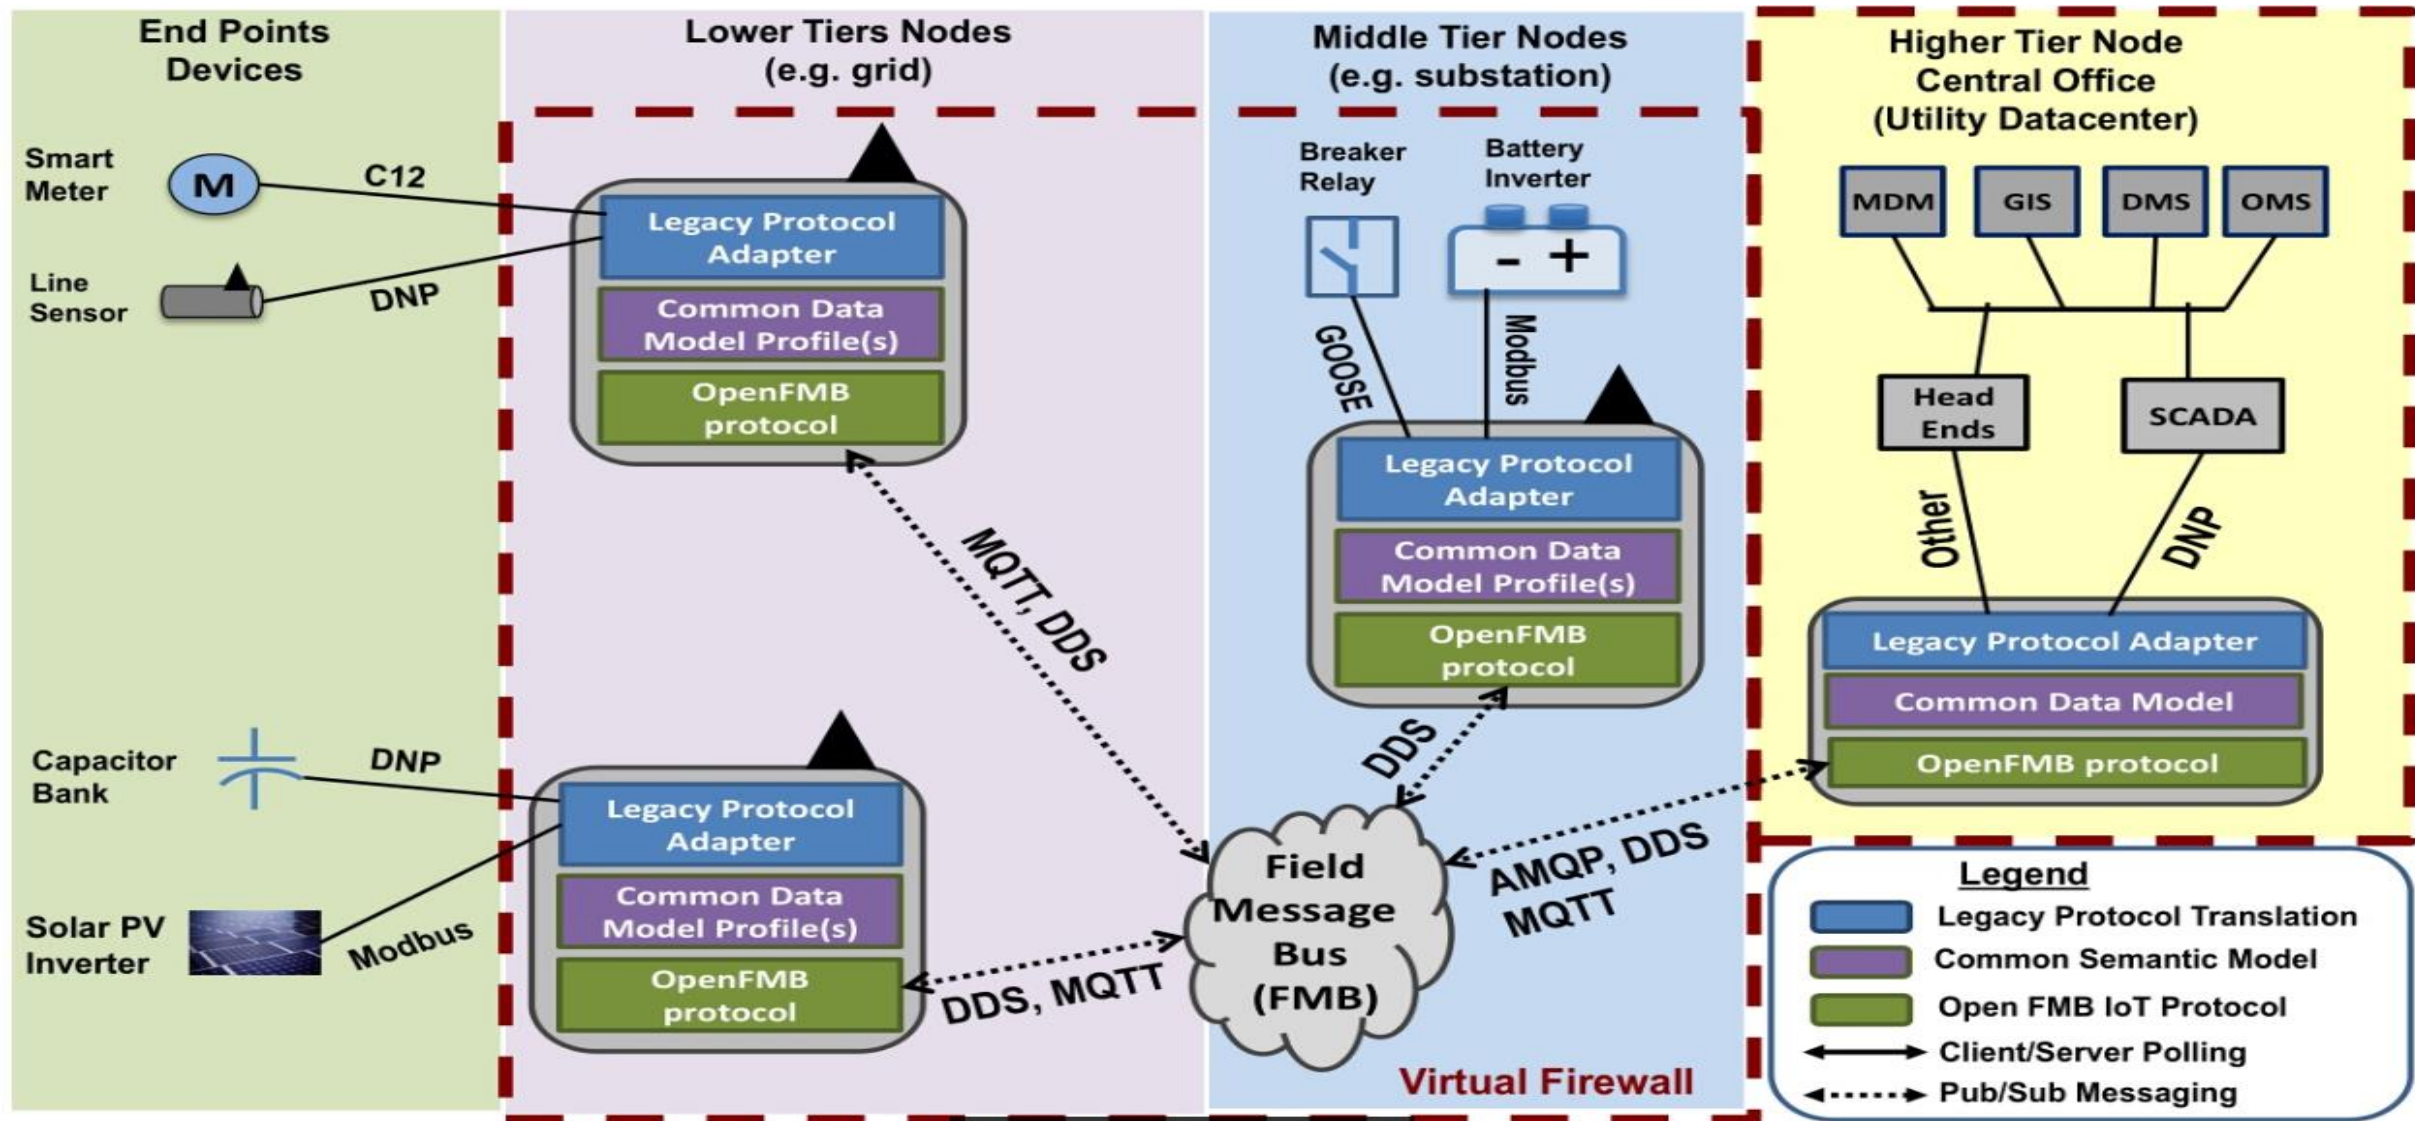 End Points
Devices
Smart
Meter
M
C12
Line
Sensor
DNP
Capacitor
Bank
DNP
Solar PV
Inverter
Modbus
Lower Tiers Nodes
(e.g. grid)
Legacy Protocol
Adapter
Common Data
Model Profile(s)
OpenFMB
protocol
MQTT, DDS
Legacy Protocol
Adapter
Common Data
Model Profile(s)
OpenFMB
protocol
DDS, MQTT
Middle Tier Nodes
(e.g. substation)
Breaker
Relay
Battery
Inverter
- +
GOOSE
Modbus
Legacy Protocol
Adapter
Common Data
Model Profile(s)
OpenFMB
protocol
DDS
Field
Message
Bus
(FMB)
AMQP, DDS
MQTT
Virtual Firewall
Higher Tier Node
Central Office
(Utility Datacenter)
MDM
GIS
DMS
OMS
Head
Ends
SCADA
Other
DNP
Legacy Protocol Adapter
Common Data Model
OpenFMB protocol
Legend
Legacy Protocol Translation
Common Semantic Model
Open FMB IoT Protocol
Client/Server Polling
Pub/Sub Messaging